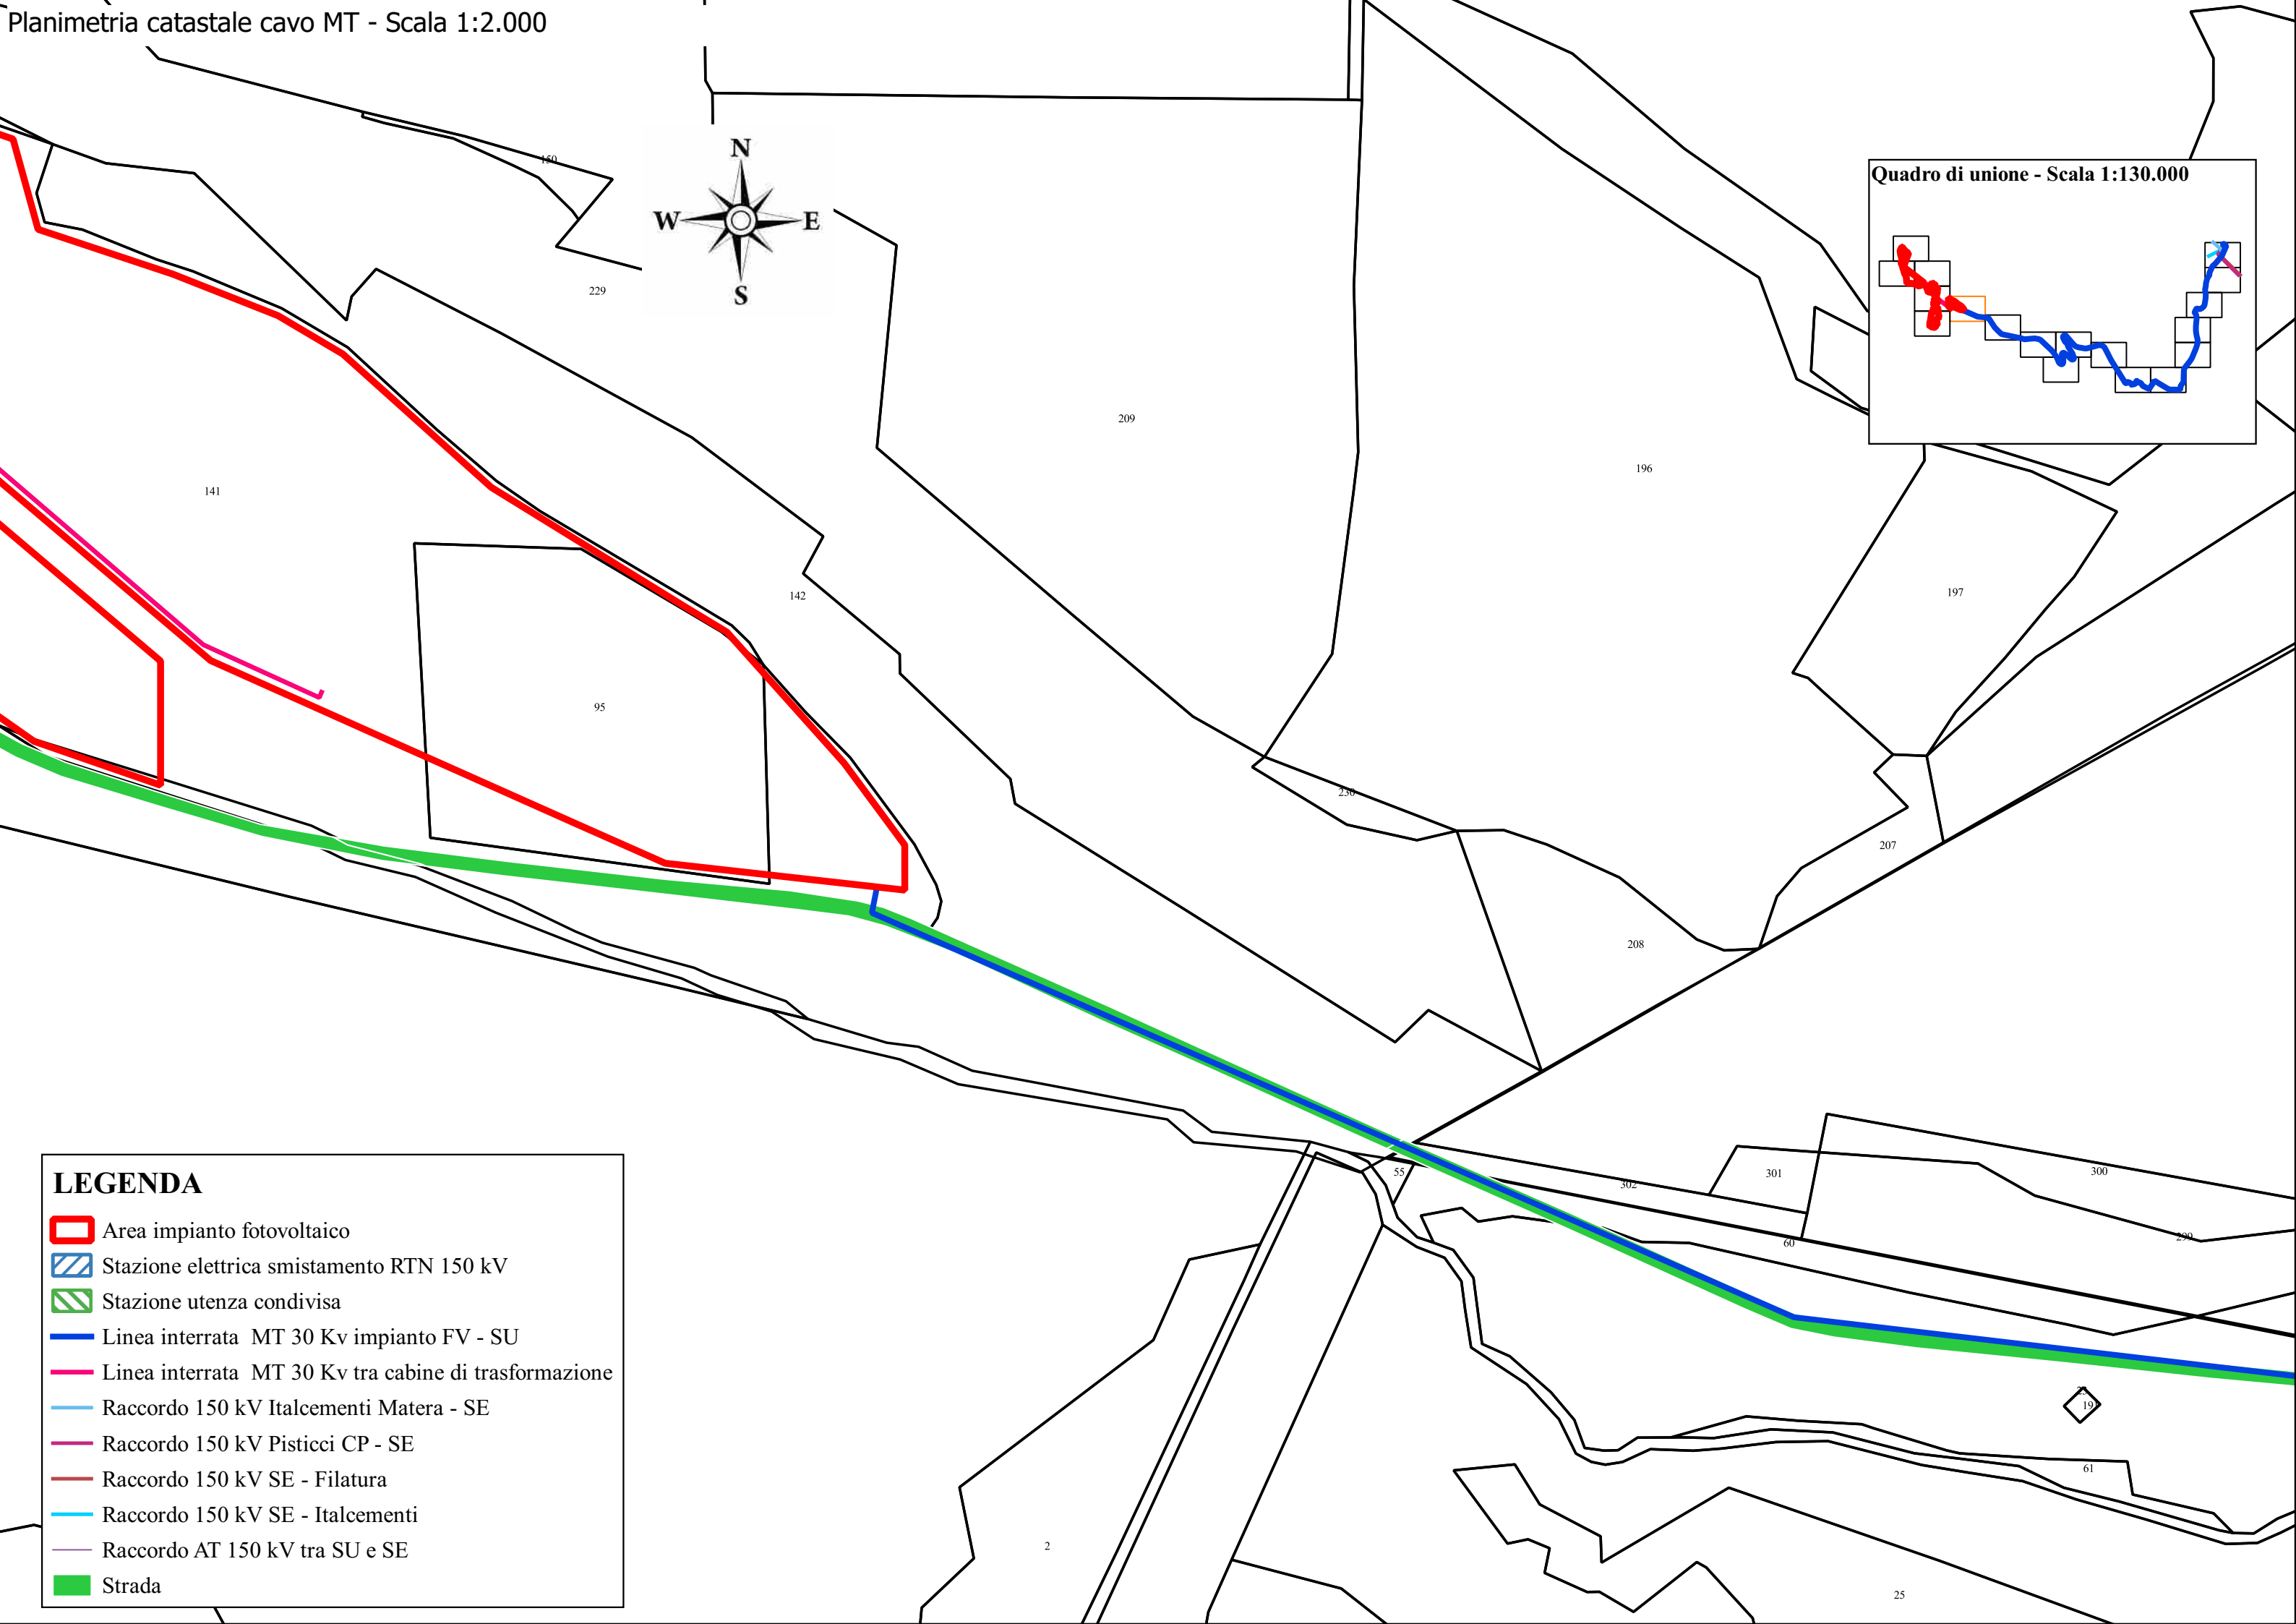 Planimetria catastale cavo MT - Scala 1:2.000
150
N
W E
S
229
Quadro di unione - Scala 1:130.000
209
196
141
142
197
95
230
207
208
55
302
301
300
299
60
19
61
2
25
LEGENDA
Area impianto fotovoltaico
Stazione elettrica smistamento RTN 150 kV
Stazione utenza condivisa
Linea interrata MT 30 Kv impianto FV - SU
Linea interrata MT 30 Kv tra cabine di trasformazione
Raccordo 150 kV Italcementi Matera - SE
Raccordo 150 kV Pisticci CP - SE
Raccordo 150 kV SE - Filatura
Raccordo 150 kV SE - Italcementi
Raccordo AT 150 kV tra SU e SE
Strada